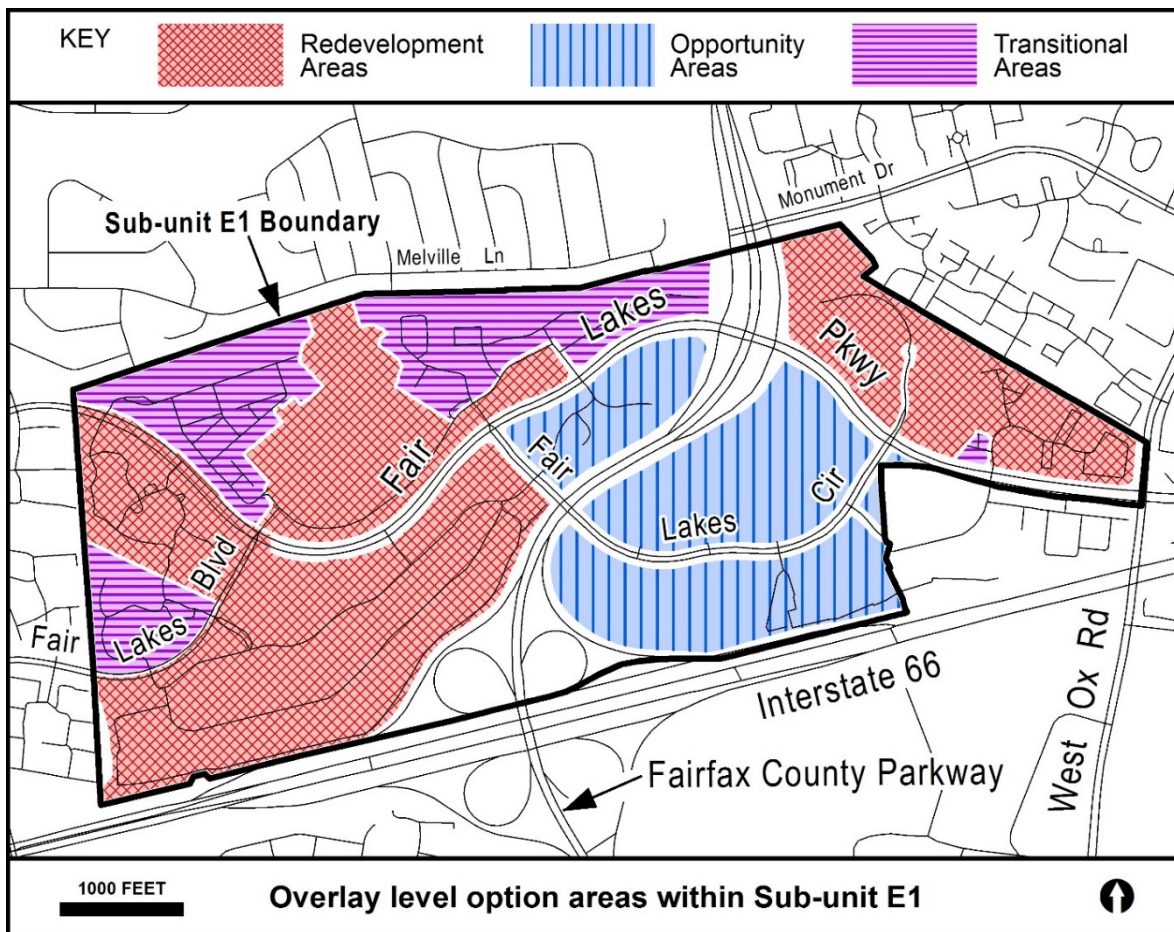 KEY
Redevelopment
Areas
Opportunity
Areas
Transitional
Areas
Monument Dr
Sub-unit E1 Boundary
Melville Ln
Lakes
Pkwy
Fair
Fair
Lakes
Cir
Blvd
Lakes
Fair
Interstate 66
West Ox Rd
Fairfax County Parkway
1000 FEET
Overlay level option areas within Sub-unit E1